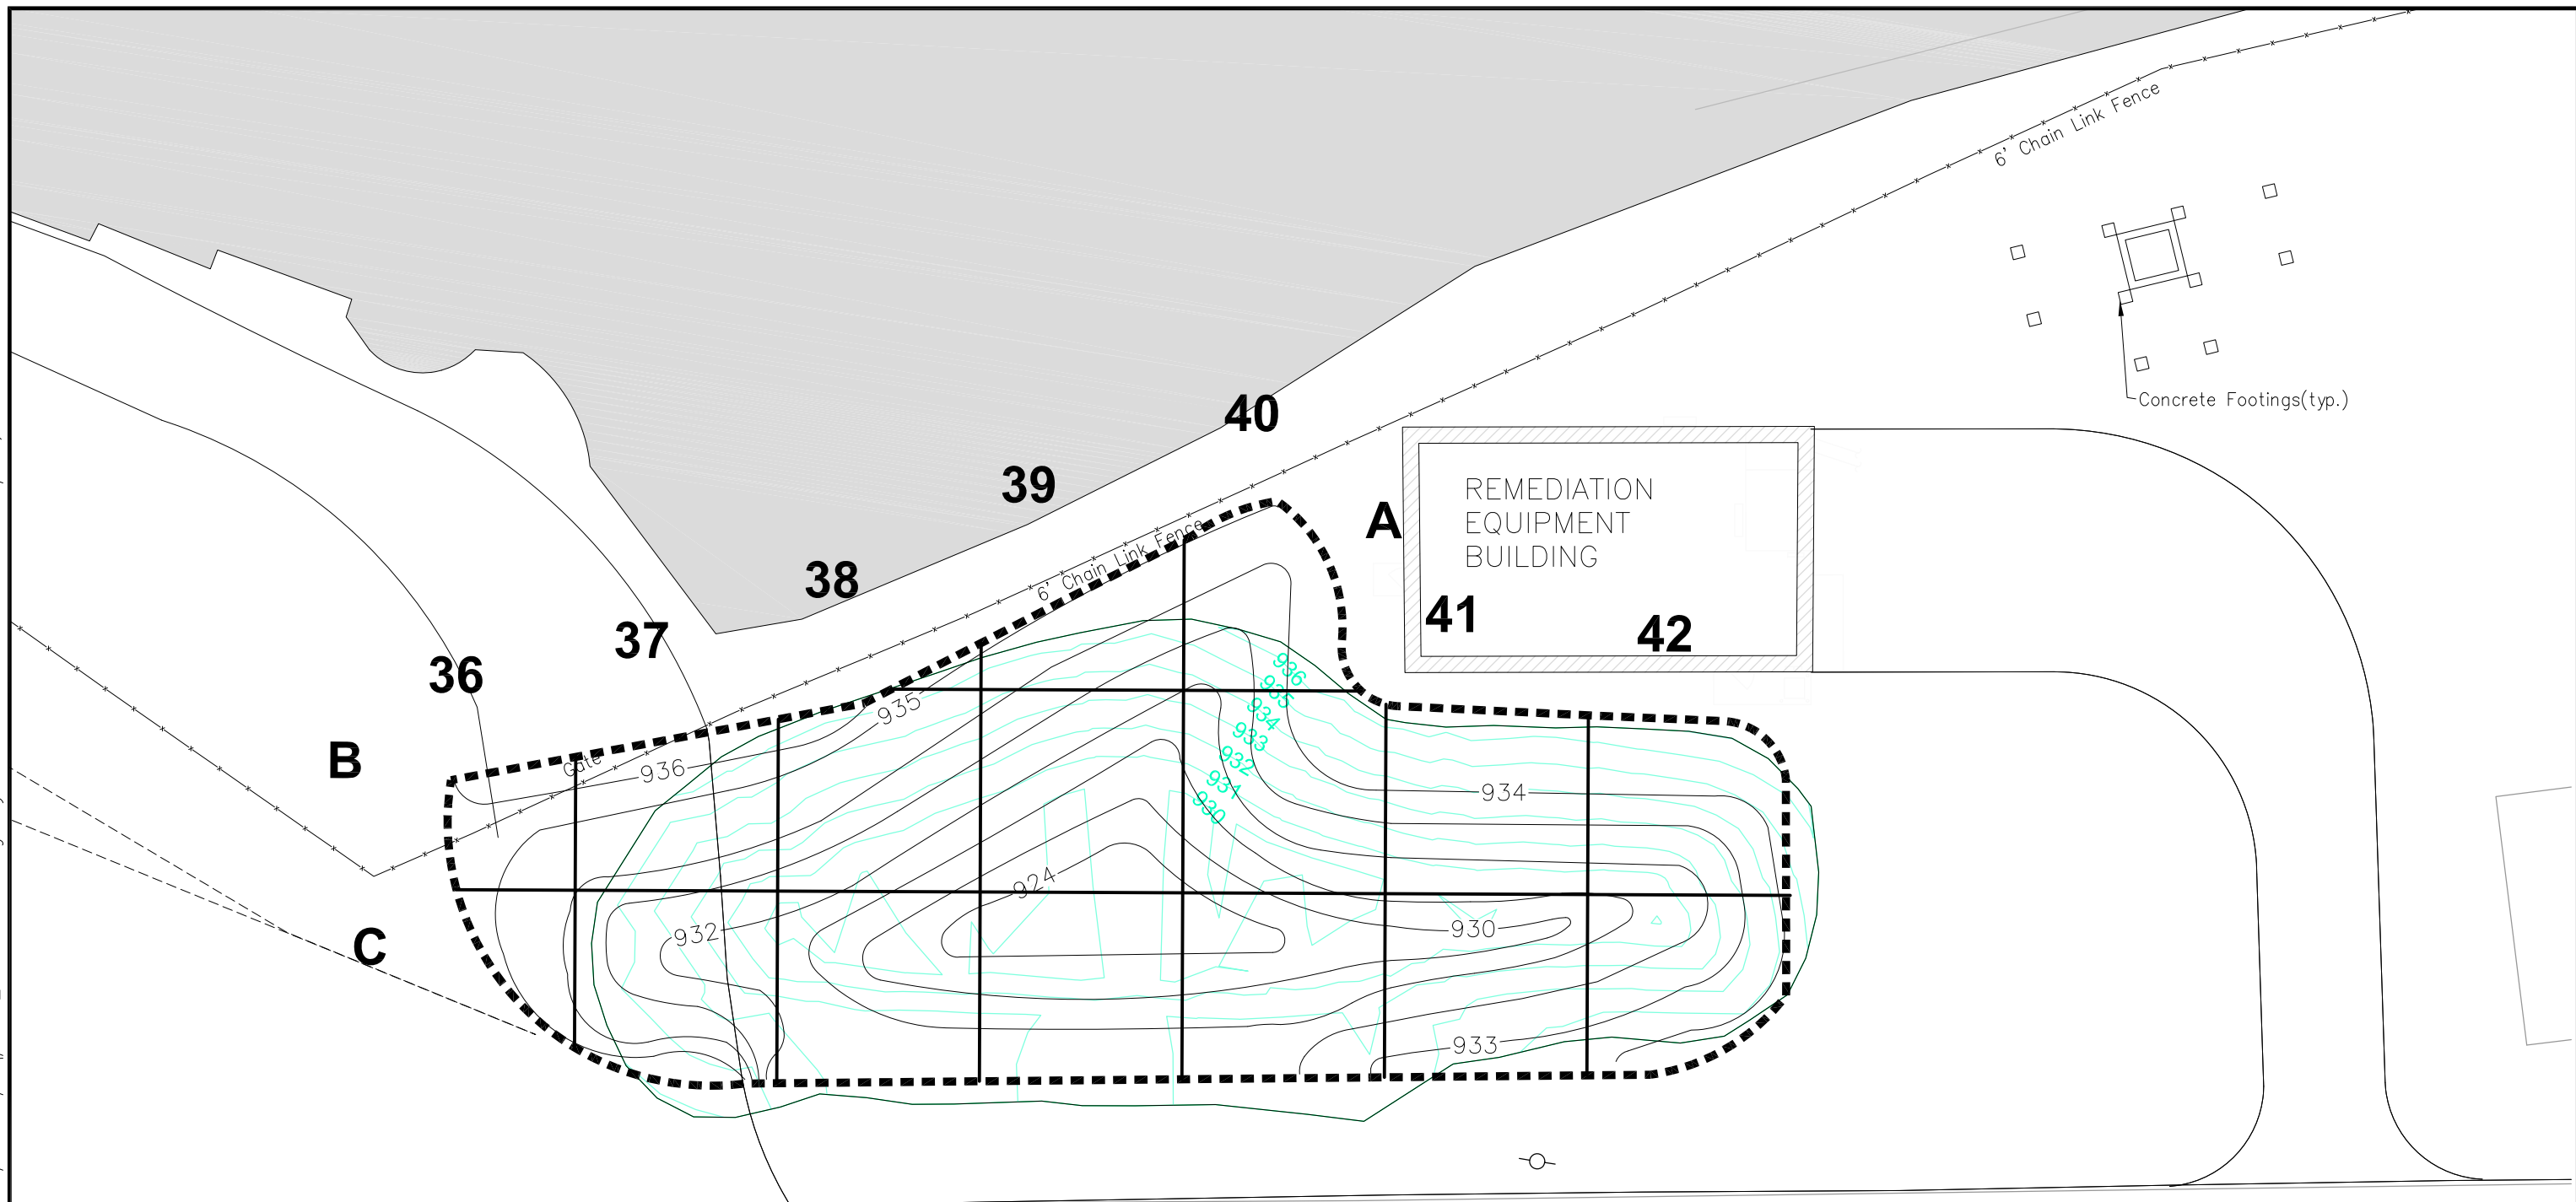 6' Chain Link Fence
Concrete Footings(typ.)
40
39
A
REMEDIATION
EQUIPMENT
BUILDING
6' Chain Link Fence
38
41
42
37
36
936
935
934
933
932
931
930
935
B
Gate
936
934
924
C
932
930
933